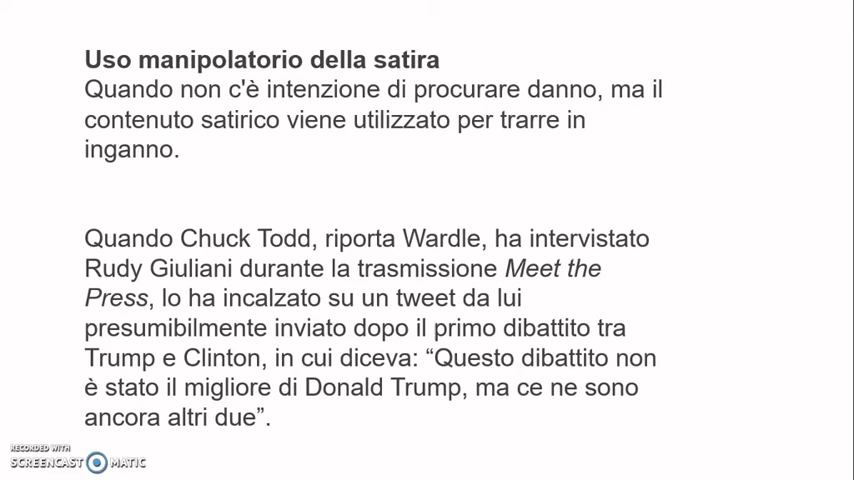 Uso manipolatorio della satira
Quando non c'è intenzione di procurare danno, ma il
contenuto satirico viene utilizzato per trarre in
inganno.
Quando Chuck Todd, riporta Wardle, ha intervistato
Rudy Giuliani durante la trasmissione Meet the
Press, lo ha incalzato su un tweet da lui
presumibilmente inviato dopo il primo dibattito tra
Trump e Clinton, in cui diceva: “Questo dibattito non
è stato il migliore di Donald Trump, ma ce ne sono
ancora altri due”.
RECORDED WITH
SCREENCAST MATIC